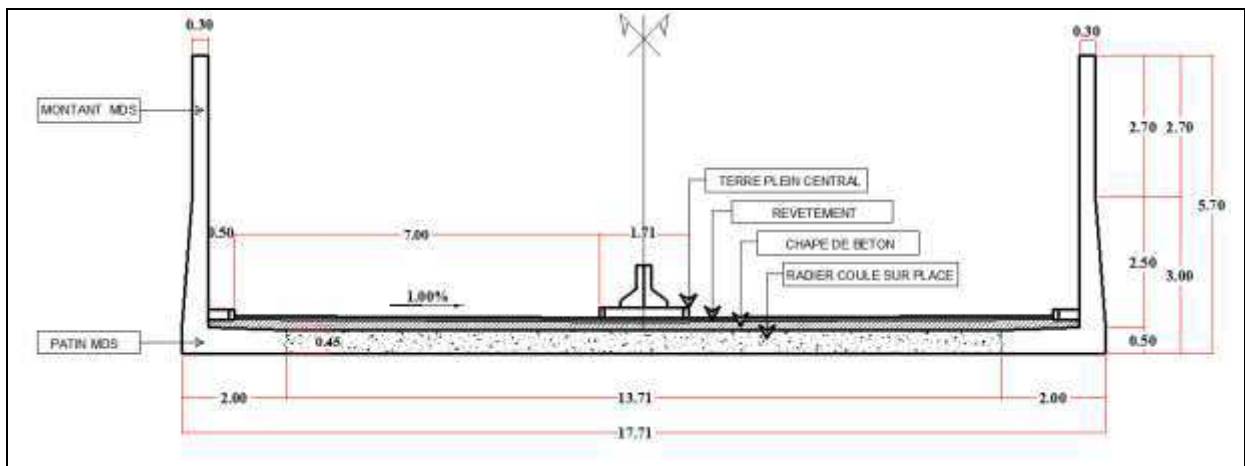 0.30
0.30
MONTANT MDS
2.70 2.70
TERRE PLEIN CENTRAL
5.70
REVETEMENT
0.50 7.00 1.71
CHAPE DE BETON
2.50 3.00
RADIER COULE SUR PLACE
1.00%
PATIN MDS
0.45
0.50
2.00 13.71 2.00
17.71